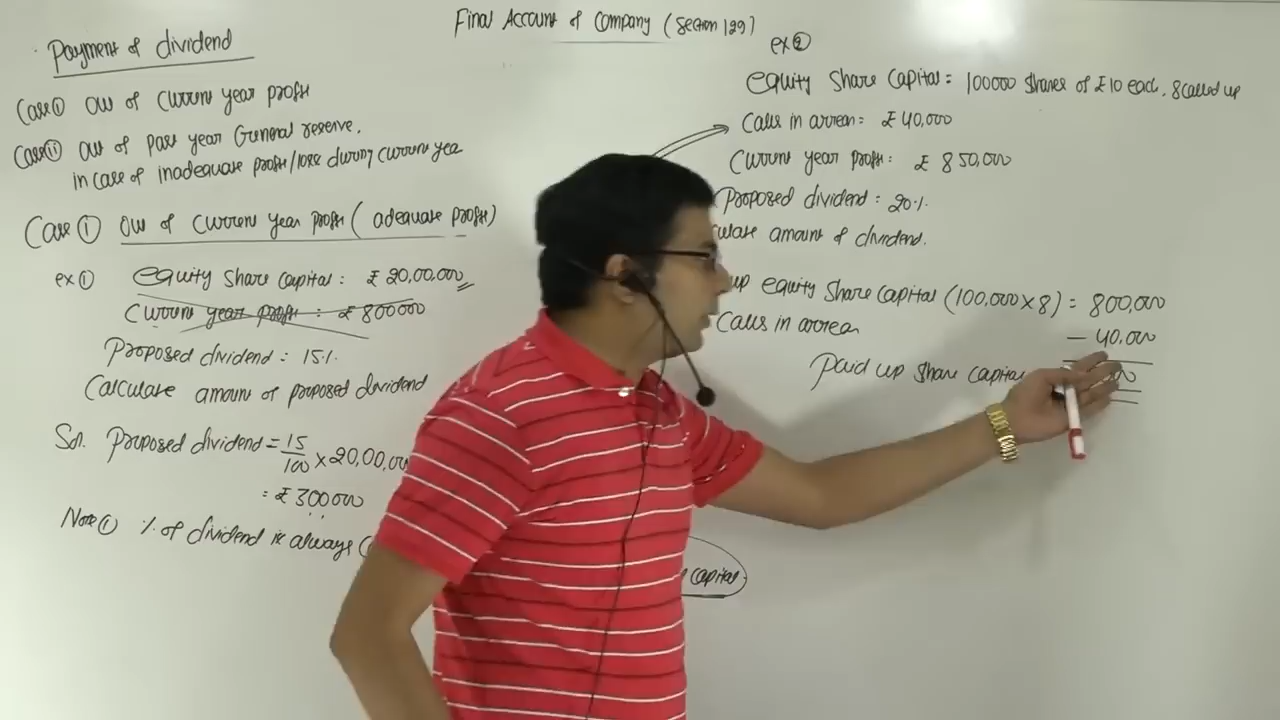 Final Account of Company (Section 129)
Payment of dividend
Case ① Out of Current year profit
Case ⑪ Out of past year General reserve.
in case of inadequate profit/loss during current year
Case ① Out of Current Year profit (adequate profit)
ex ① equity Share Capital : ₹ 20,00,000
Current year profit : ₹ 800000
Proposed dividend : 15%
Calculate amount of proposed dividend
Sol. Proposed dividend = 15/100 × 20,00,000
= ₹ 300000
Note ① % of dividend is always
capital.
ex ②
equity Share Capital = 100000 Shares of ₹ 10 each, 8 called up
Calls in arrear : ₹ 40,000
Current year profit : ₹ 850,000
Proposed dividend : 20%
amount of dividend.
up equity Share Capital (100,000 × 8) = 800,000
Calls in arrear — 40,000
Paid up Share Capital